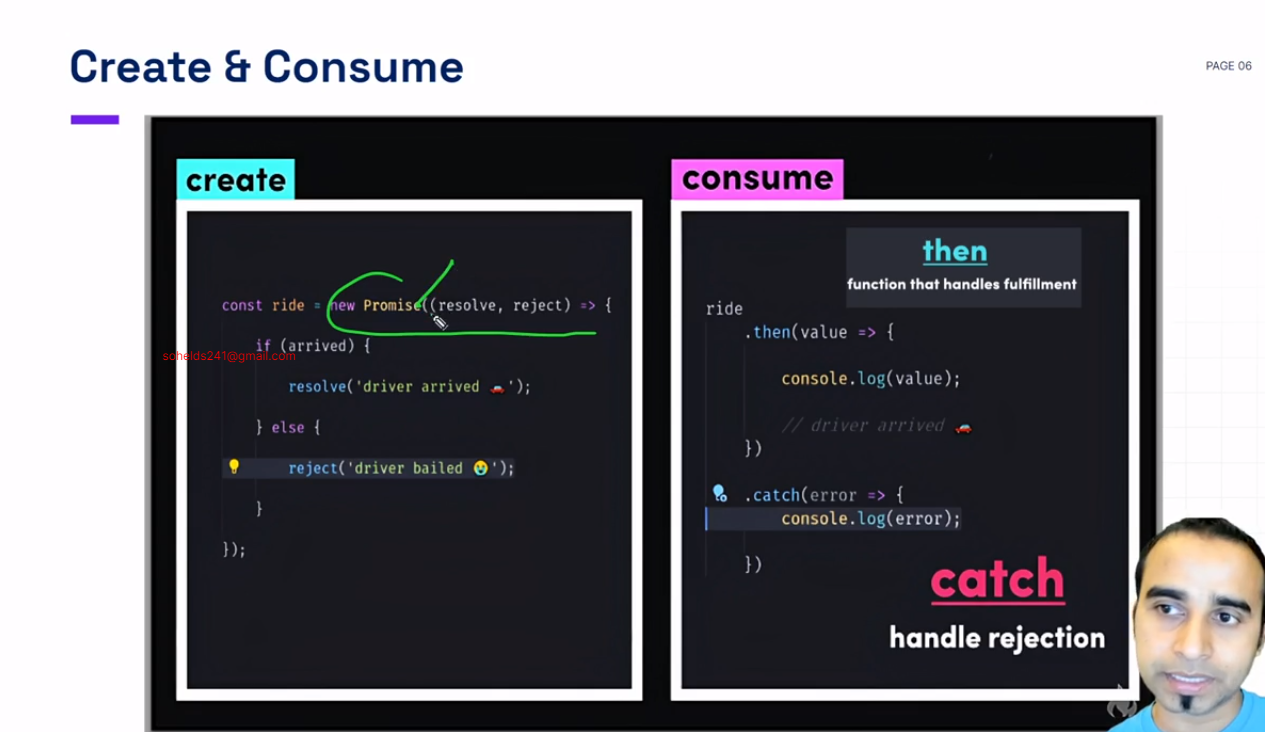 Create & Consume
PAGE 06
create
const ride = new Promise((resolve, reject) => {
if (arrived) {
sohelds241@gmail.com
resolve('driver arrived 🚗');
} else {
reject('driver bailed 😭');
}
});
consume
then
function that handles fulfillment
ride
.then(value => {
console.log(value);
// driver arrived 🚗
})
.catch(error => {
console.log(error);
})
catch
handle rejection